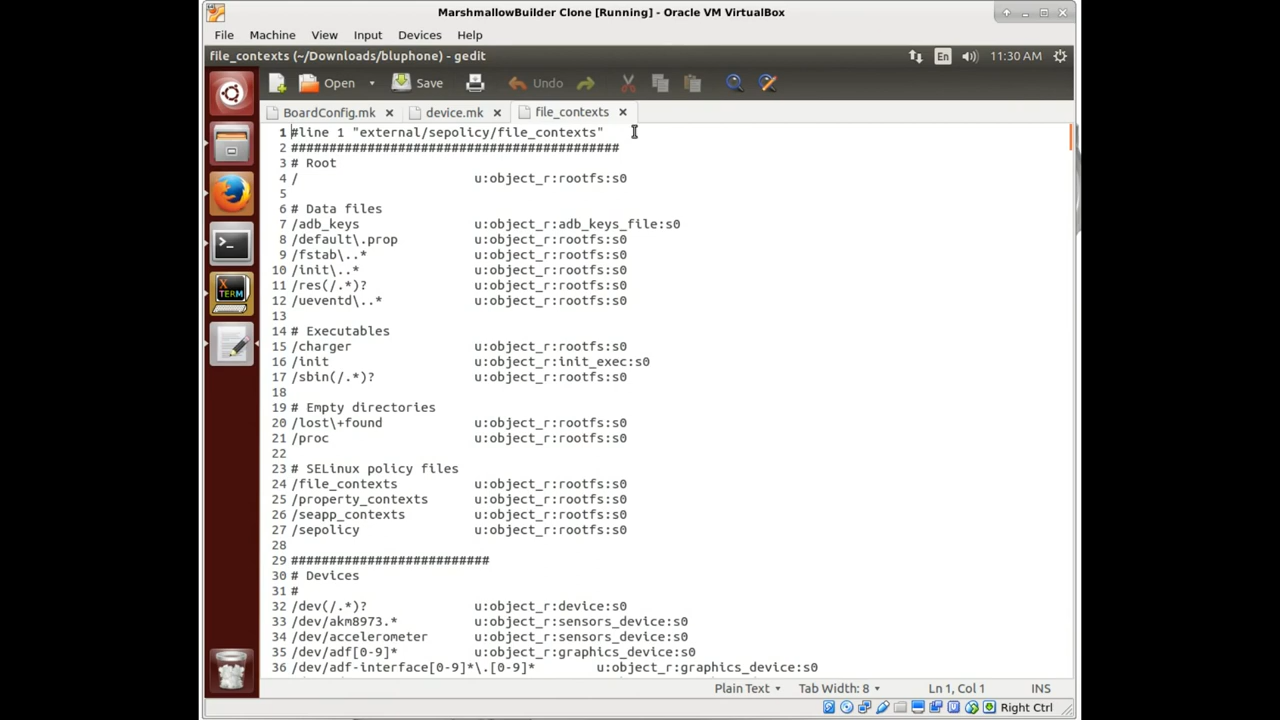 MarshmallowBuilder Clone [Running] - Oracle VM VirtualBox
File Machine View Input Devices Help
file_contexts (~/Downloads/bluphone) - gedit En 11:30 AM
Open Save Undo
BoardConfig.mk device.mk file_contexts
1 #line 1 "external/sepolicy/file_contexts"
2 ###########################################
3 # Root
4 / u:object_r:rootfs:s0
5
6 # Data files
7 /adb_keys u:object_r:adb_keys_file:s0
8 /default\.prop u:object_r:rootfs:s0
9 /fstab\..* u:object_r:rootfs:s0
10 /init\..* u:object_r:rootfs:s0
11 /res(/.*)? u:object_r:rootfs:s0
12 /ueventd\..* u:object_r:rootfs:s0
13
14 # Executables
15 /charger u:object_r:rootfs:s0
16 /init u:object_r:init_exec:s0
17 /sbin(/.*)? u:object_r:rootfs:s0
18
19 # Empty directories
20 /lost\+found u:object_r:rootfs:s0
21 /proc u:object_r:rootfs:s0
22
23 # SELinux policy files
24 /file_contexts u:object_r:rootfs:s0
25 /property_contexts u:object_r:rootfs:s0
26 /seapp_contexts u:object_r:rootfs:s0
27 /sepolicy u:object_r:rootfs:s0
28
29 ##########################
30 # Devices
31 #
32 /dev(/.*)? u:object_r:device:s0
33 /dev/akm8973.* u:object_r:sensors_device:s0
34 /dev/accelerometer u:object_r:sensors_device:s0
35 /dev/adf[0-9]* u:object_r:graphics_device:s0
36 /dev/adf-interface[0-9]*\.[0-9]* u:object_r:graphics_device:s0
XTERM
Plain Text Tab Width: 8 Ln 1, Col 1 INS
Right Ctrl